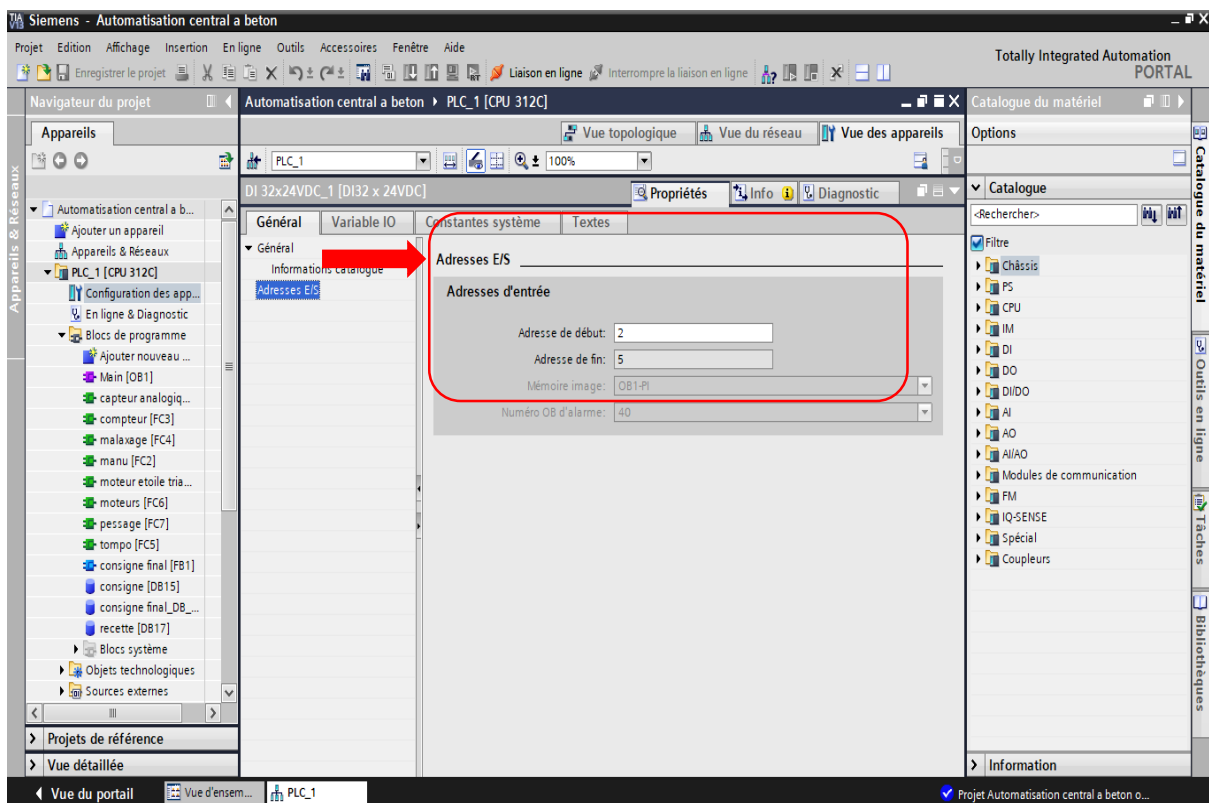 Siemens - Automatisation central a beton
Projet Edition Affichage Insertion En ligne Outils Accessoires Fenêtre Aide
Totally Integrated Automation
PORTAL
Enregistrer le projet
Liaison en ligne
Interrompre la liaison en ligne
Navigateur du projet
Appareils
Appareils & Réseaux
Automatisation central a b...
Ajouter un appareil
Appareils & Réseaux
PLC_1 [CPU 312C]
Configuration des app...
En ligne & Diagnostic
Blocs de programme
Ajouter nouveau ...
Main [OB1]
capteur analogiq...
compteur [FC3]
malaxage [FC4]
manu [FC2]
moteur etoile tria...
moteurs [FC6]
pessage [FC7]
tompo [FC5]
consigne final [FB1]
consigne [DB15]
consigne final_DB_...
recette [DB17]
Blocs système
Objets technologiques
Sources externes
Projets de référence
Vue détaillée
Automatisation central a beton PLC_1 [CPU 312C]
Vue topologique
Vue du réseau
Vue des appareils
PLC_1
100%
DI 32x24VDC_1 [DI32 x 24VDC]
Propriétés
Info
Diagnostic
Général
Variable IO
Constantes système
Textes
Général
Informations catalogue
Adresses E/S
Adresses E/S
Adresses d'entrée
Adresse de début: 2
Adresse de fin: 5
Mémoire image: OB1-PI
Numéro OB d'alarme: 40
Catalogue du matériel
Options
Catalogue
<Rechercher>
Filtre
Châssis
PS
CPU
IM
DI
DO
DI/DO
AI
AO
AI/AO
Modules de communication
FM
IQ-SENSE
Spécial
Coupleurs
Information
Catalogue du matériel
Outils en ligne
Tâches
Bibliothèques
Vue du portail
Vue d'ensem...
PLC_1
Projet Automatisation central a beton o...